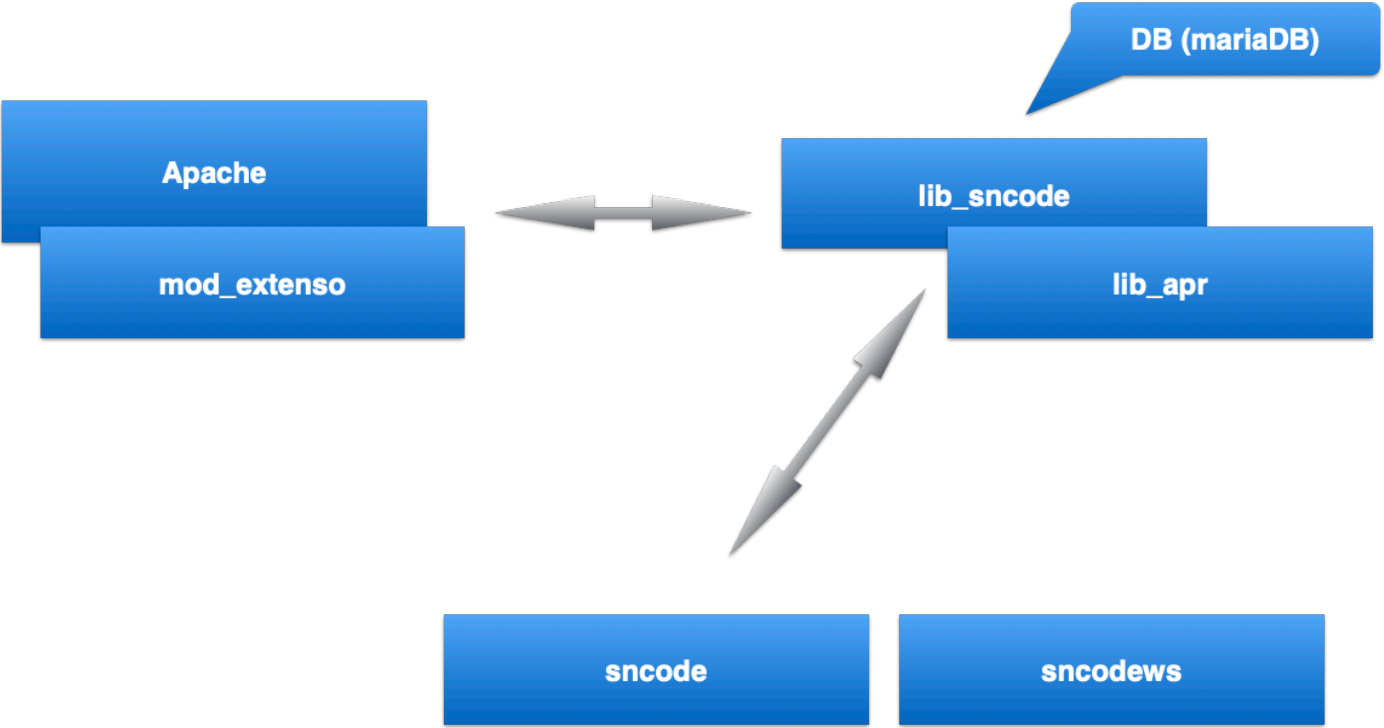 DB (mariaDB)
Apache
lib_sncode
mod_extenso
lib_apr
sncode
sncodews